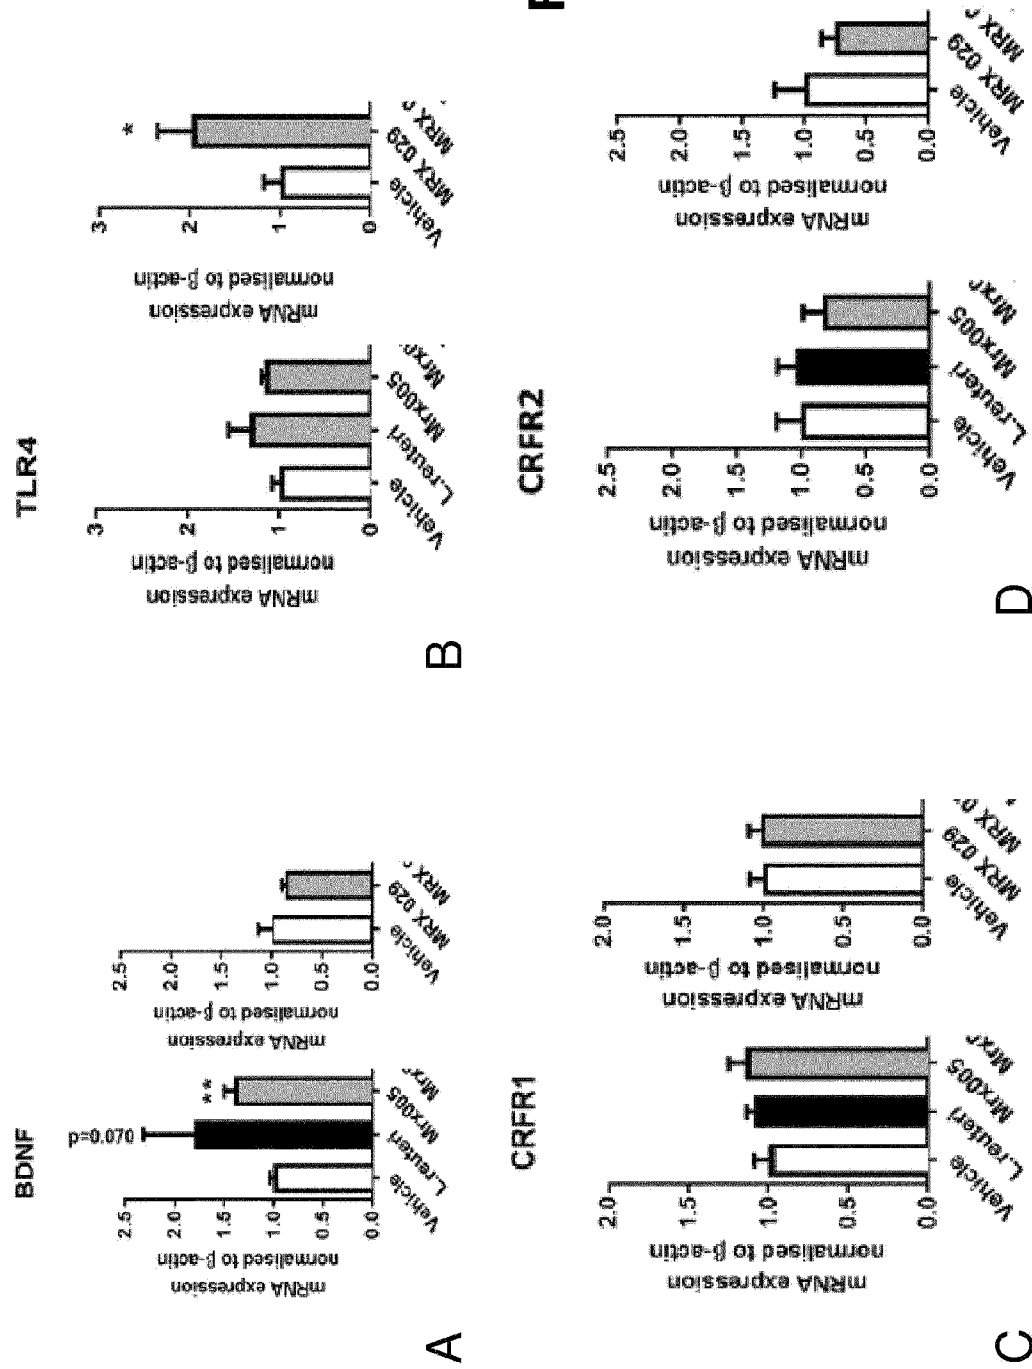 A
BDNF
mRNA expression
normalised to β-actin
2.5
2.0
1.5
1.0
0.5
0.0
p=0.070
**
Vehicle
L.reuteri
Mrx005
mRNA expression
normalised to β-actin
2.5
2.0
1.5
1.0
0.5
0.0
Vehicle
MRX 029
MRX
B
TLR4
mRNA expression
normalised to β-actin
3
2
1
0
Vehicle
L.reuteri
Mrx005
mRNA expression
normalised to β-actin
3
2
1
0
*
Vehicle
MRX 029
MRX
C
CRFR1
mRNA expression
normalised to β-actin
2.0
1.5
1.0
0.5
0.0
Vehicle
L.reuteri
Mrx005
mRNA expression
normalised to β-actin
2.0
1.5
1.0
0.5
0.0
Vehicle
MRX 029
MRX
D
CRFR2
mRNA expression
normalised to β-actin
2.5
2.0
1.5
1.0
0.5
0.0
Vehicle
L.reuteri
Mrx005
mRNA expression
normalised to β-actin
2.5
2.0
1.5
1.0
0.5
0.0
Vehicle
MRX 029
MRX